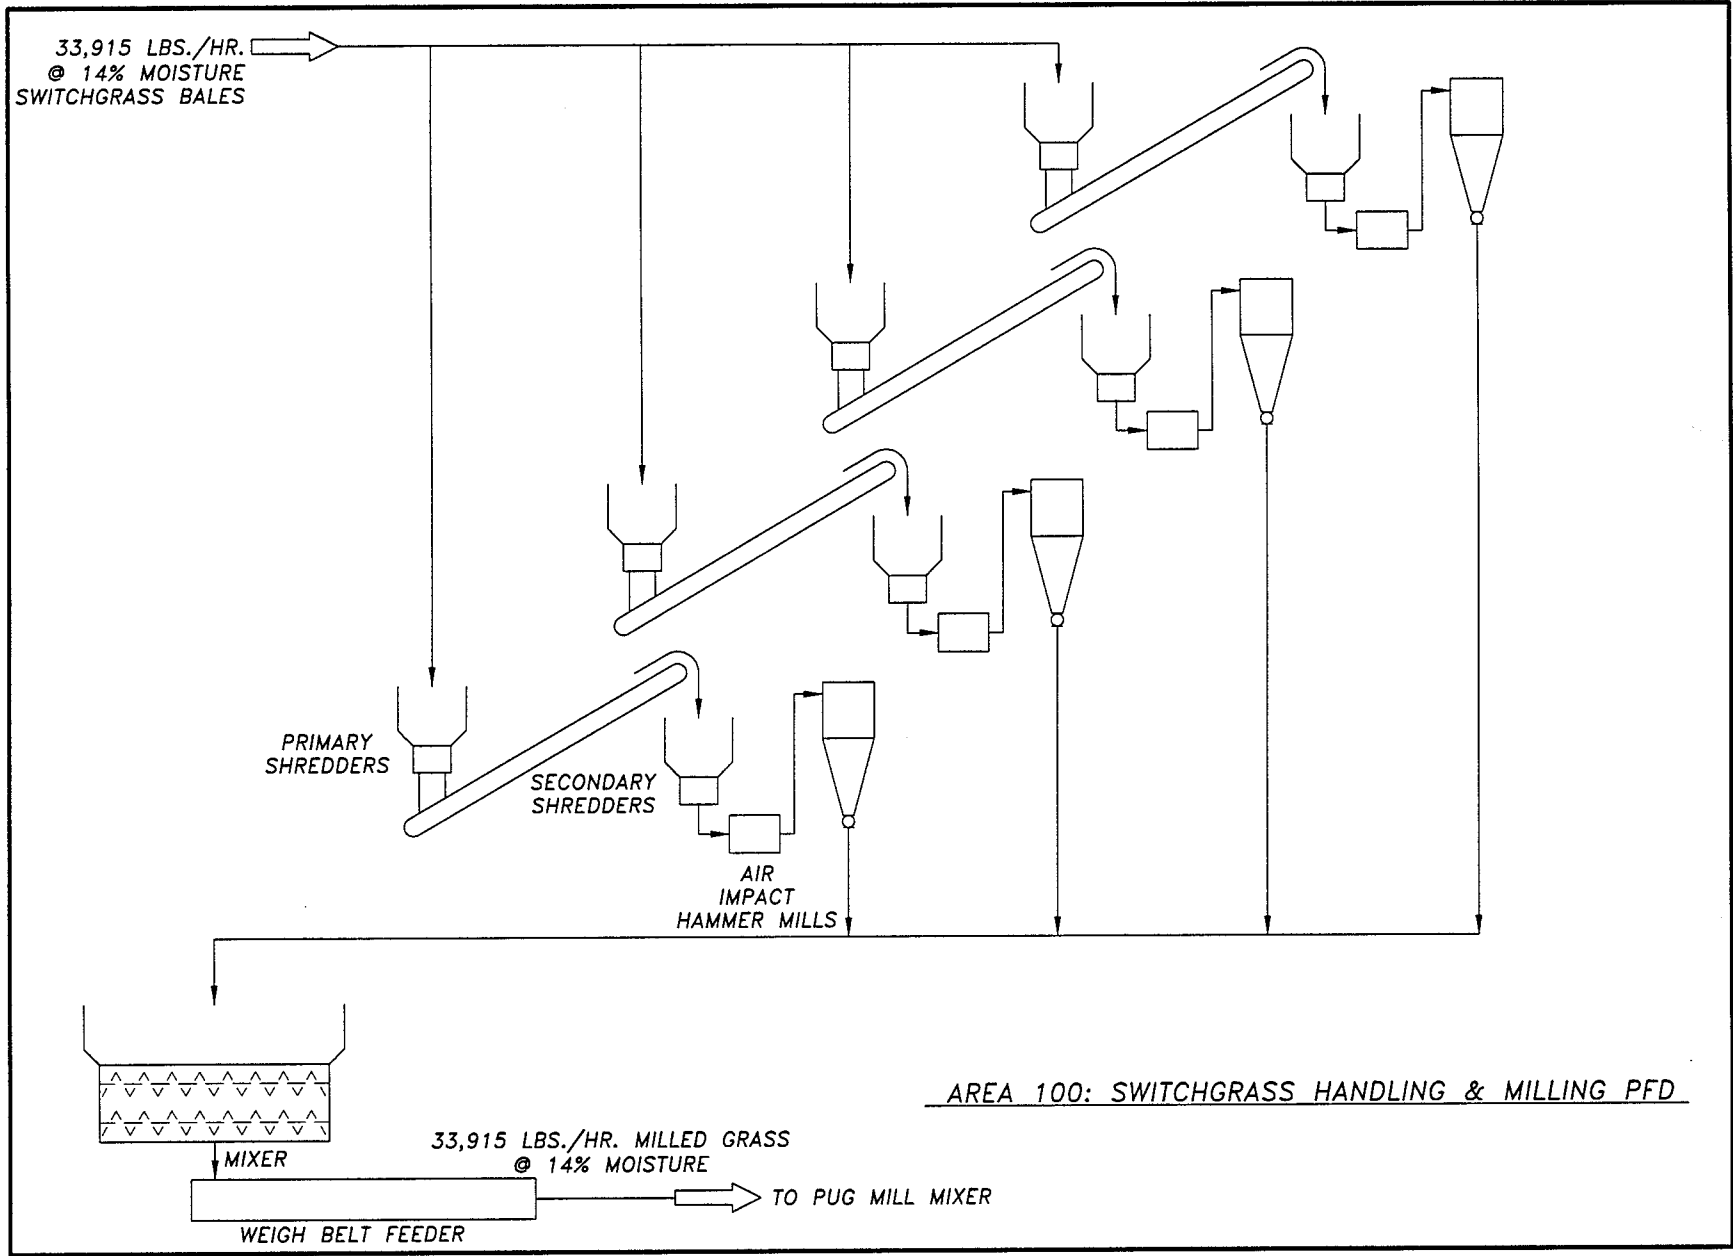 33,915 LBS./HR.
@ 14% MOISTURE
SWITCHGRASS BALES
PRIMARY
SHREDDERS
SECONDARY
SHREDDERS
AIR
IMPACT
HAMMER MILLS
AREA 100: SWITCHGRASS HANDLING & MILLING PFD
33,915 LBS./HR. MILLED GRASS
@ 14% MOISTURE
MIXER
TO PUG MILL MIXER
WEIGH BELT FEEDER